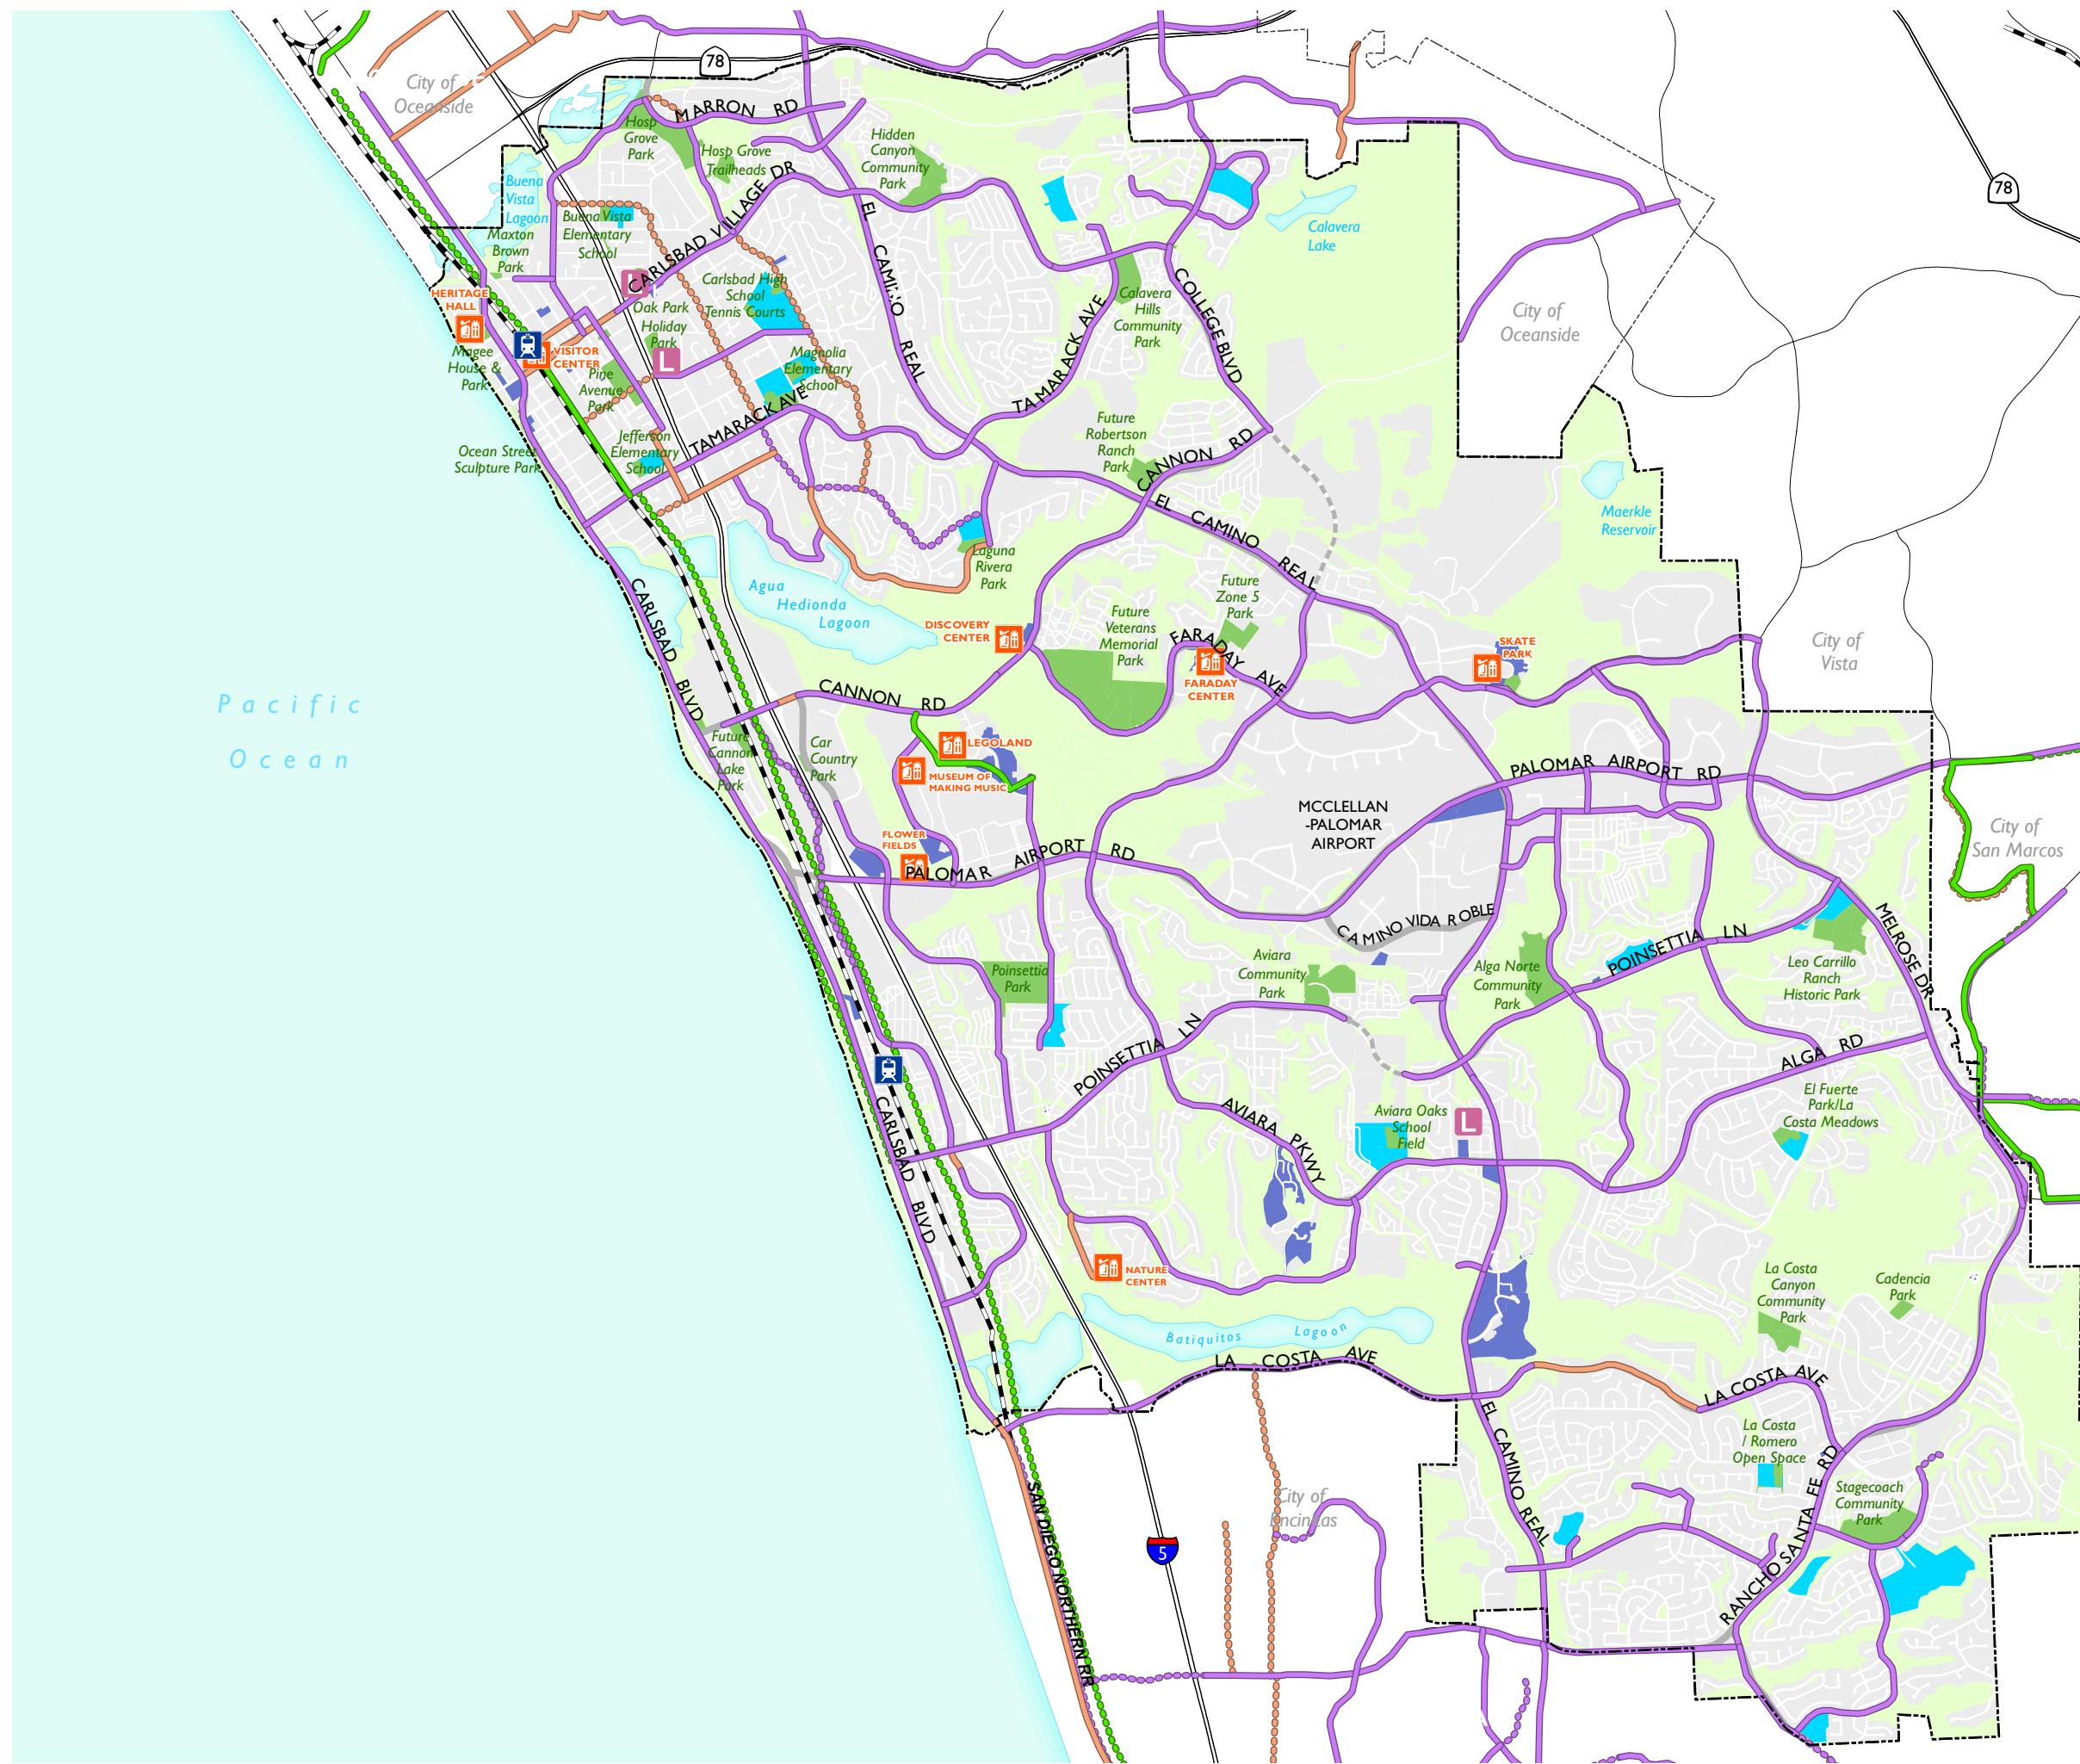 78
City of
Oceanside
MARRON RD
Hosp
Grove
Park
Hosp Grove
Trailheads
Hidden
Canyon
Community
Park
78
Buena
Vista
Lagoon
Buena Vista
Elementary
School
CARLSBAD VILLAGE DR
EL CAMINO REAL
Calavera
Lake
Maxton
Brown
Park
HERITAGE
HALL
Oak Park
Holiday
Park
Carlsbad High
School
Tennis Courts
L
Calavera
Hills
Community
Park
COLLEGE BLVD
City of
Oceanside
Magee
House &
Park
VISITOR
CENTER
Pine
Avenue
Park
L
Magnolia
Elementary
School
TAMARACK AVE
TAMARACK AVE
Ocean Street
Sculpture Park
Jefferson
Elementary
School
Future
Robertson
Ranch
Park
CANNON RD
EL CAMINO REAL
Maerkle
Reservoir
Laguna
Rivera
Park
Agua
Hedionda
Lagoon
CARLSBAD BLVD
DISCOVERY
CENTER
Future
Veterans
Memorial
Park
Future
Zone 5
Park
FARADAY AVE
FARADAY
CENTER
SKATE
PARK
City of
Vista
Pacific
Ocean
CANNON RD
Future
Cannon
Lake
Park
Car
Country
Park
LEGOLAND
MUSEUM OF
MAKING MUSIC
MCCLELLAN
-PALOMAR
AIRPORT
PALOMAR AIRPORT RD
City of
San Marcos
FLOWER
FIELDS
PALOMAR AIRPORT RD
CAMINO VIDA ROBLE
Poinsettia
Park
Aviara
Community
Park
Alga Norte
Community
Park
POINSETTIA LN
Leo Carrillo
Ranch
Historic Park
MELROSE DR
POINSETTIA LN
ALGA RD
CARLSBAD BLVD
AVIARA PKWY
Aviara Oaks
School
Field
L
El Fuerte
Park/La
Costa Meadows
NATURE
CENTER
La Costa
Canyon
Community
Park
Cadencia
Park
Batiquitos Lagoon
LA COSTA AVE
LA COSTA AVE
La Costa
/ Romero
Open Space
EL CAMINO REAL
RANCHO SANTA FE RD
Stagecoach
Community
Park
City of
Encinitas
5
SAN DIEGO NORTHERN RR